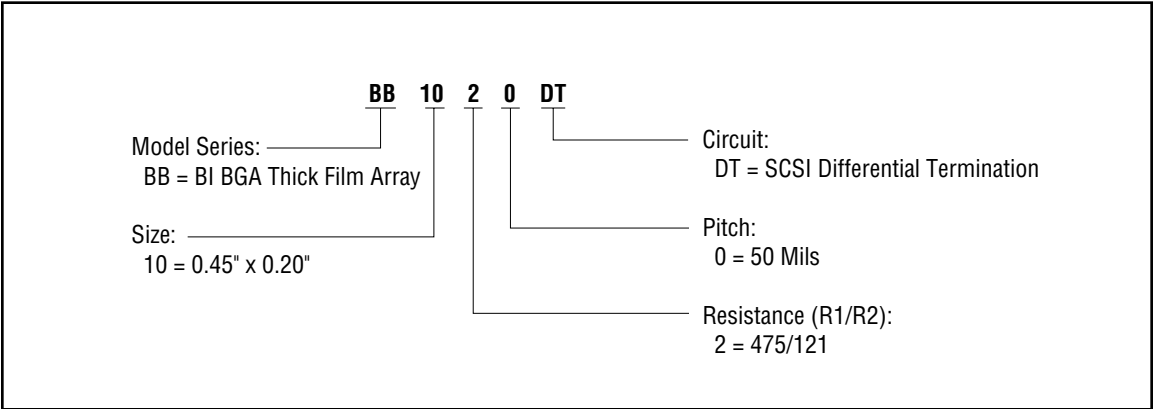 BB 10 2 0 DT
Model Series:
BB = BI BGA Thick Film Array
Size:
10 = 0.45" x 0.20"
Circuit:
DT = SCSI Differential Termination
Pitch:
0 = 50 Mils
Resistance (R1/R2):
2 = 475/121